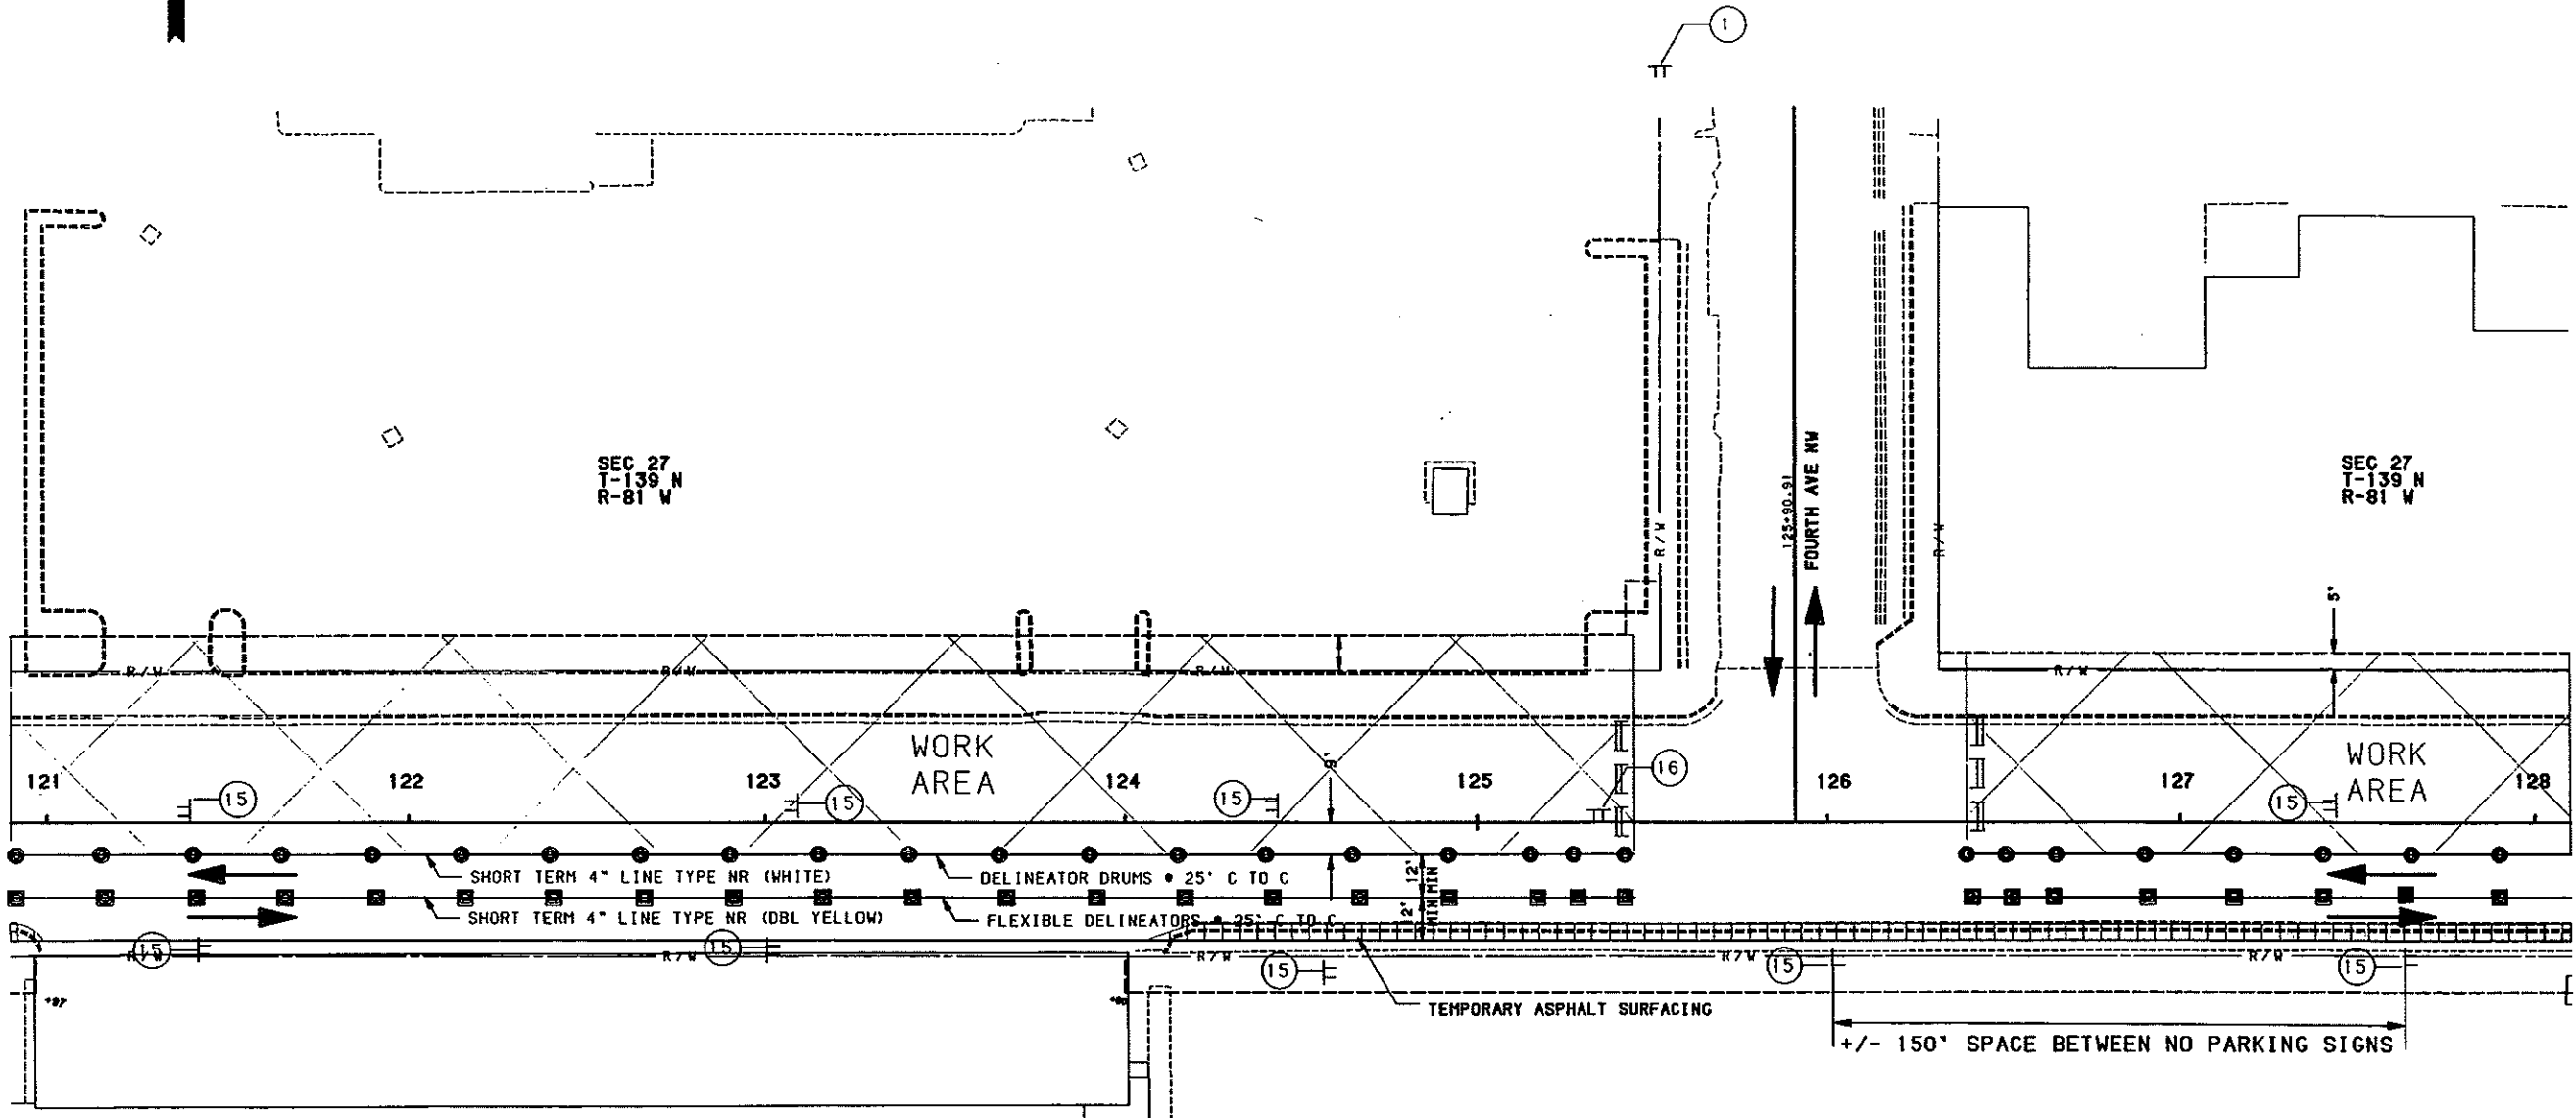 1
SEC 27
T-139 N
R-81 W
SEC 27
T-139 N
R-81 W
R/W
125+90.91
FOURTH AVE NW
R/W
5'
R/W
R/W
R/W
R/W
WORK
AREA
WORK
AREA
121
122
123
124
125
126
127
128
15
15
15
9'
16
15
SHORT TERM 4" LINE TYPE NR (WHITE)
DELINEATOR DRUMS @ 25' C TO C
12'
MIN
SHORT TERM 4" LINE TYPE NR (DBL YELLOW)
FLEXIBLE DELINEATORS @ 25' C TO C
12'
MIN
15
R/W
R/W
15
R/W
15
R/W
15
R/W
15
TEMPORARY ASPHALT SURFACING
+/- 150' SPACE BETWEEN NO PARKING SIGNS